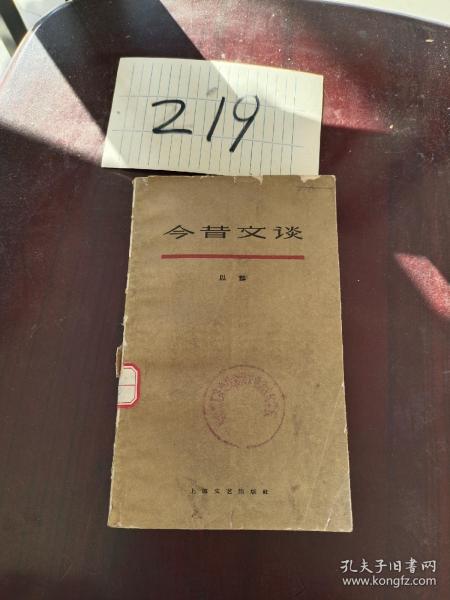 219
今昔文谈
以群
上海文艺出版社
孔夫子旧书网
www.kongfz.com